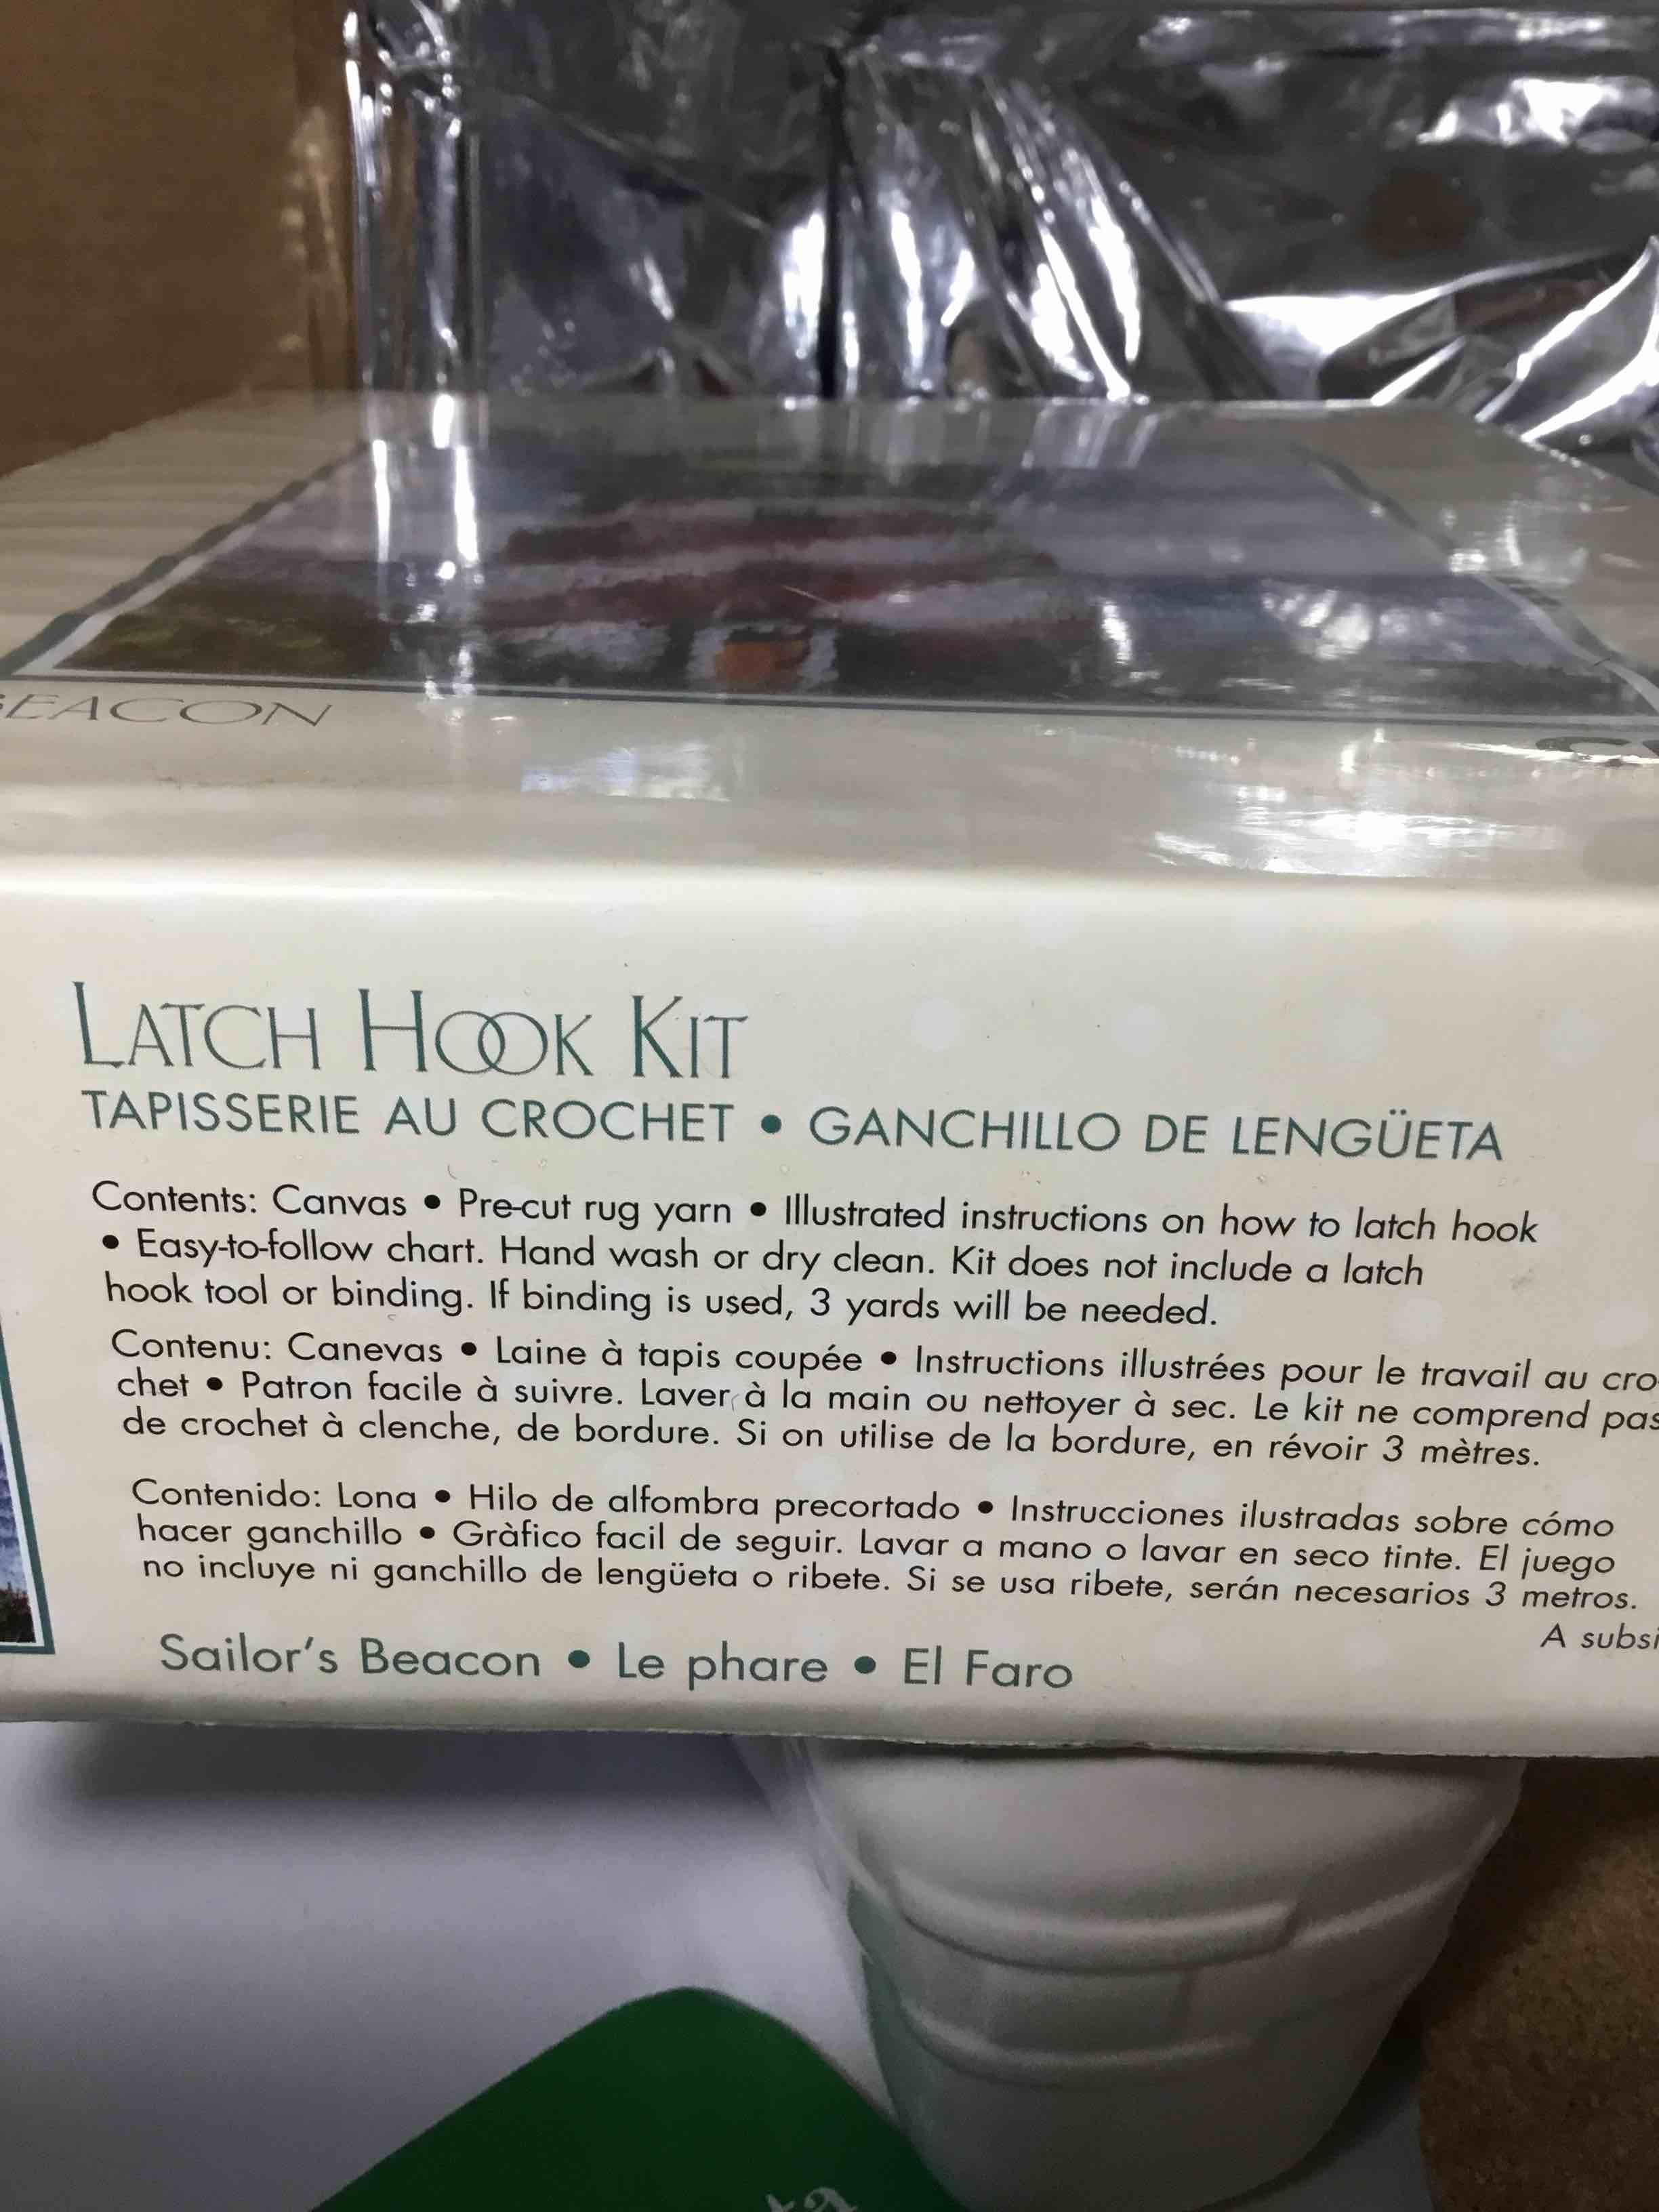 BEACON
LATCH HOOK KIT
TAPISSERIE AU CROCHET • GANCHILLO DE LENGÜETA
Contents: Canvas • Pre-cut rug yarn • Illustrated instructions on how to latch hook
• Easy-to-follow chart. Hand wash or dry clean. Kit does not include a latch
hook tool or binding. If binding is used, 3 yards will be needed.
Contenu: Canevas • Laine à tapis coupée • Instructions illustrées pour le travail au cro-
chet • Patron facile à suivre. Laver à la main ou nettoyer à sec. Le kit ne comprend pas
de crochet à clenche, de bordure. Si on utilise de la bordure, en révoir 3 mètres.
Contenido: Lona • Hilo de alfombra precortado • Instrucciones ilustradas sobre cómo
hacer ganchillo • Gràfico facil de seguir. Lavar a mano o lavar en seco tinte. El juego
no incluye ni ganchillo de lengüeta o ribete. Si se usa ribete, serán necesarios 3 metros.
A subsi
Sailor's Beacon • Le phare • El Faro